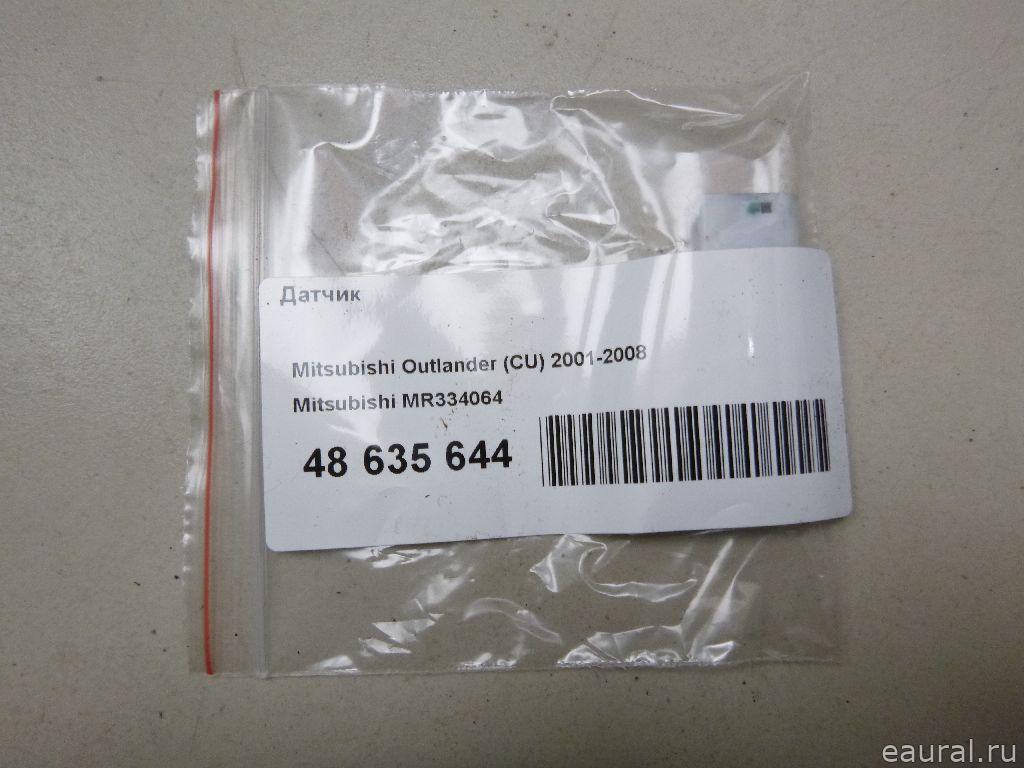 Датчик
Mitsubishi Outlander (CU) 2001-2008
Mitsubishi MR334064
48 635 644
eaural.ru